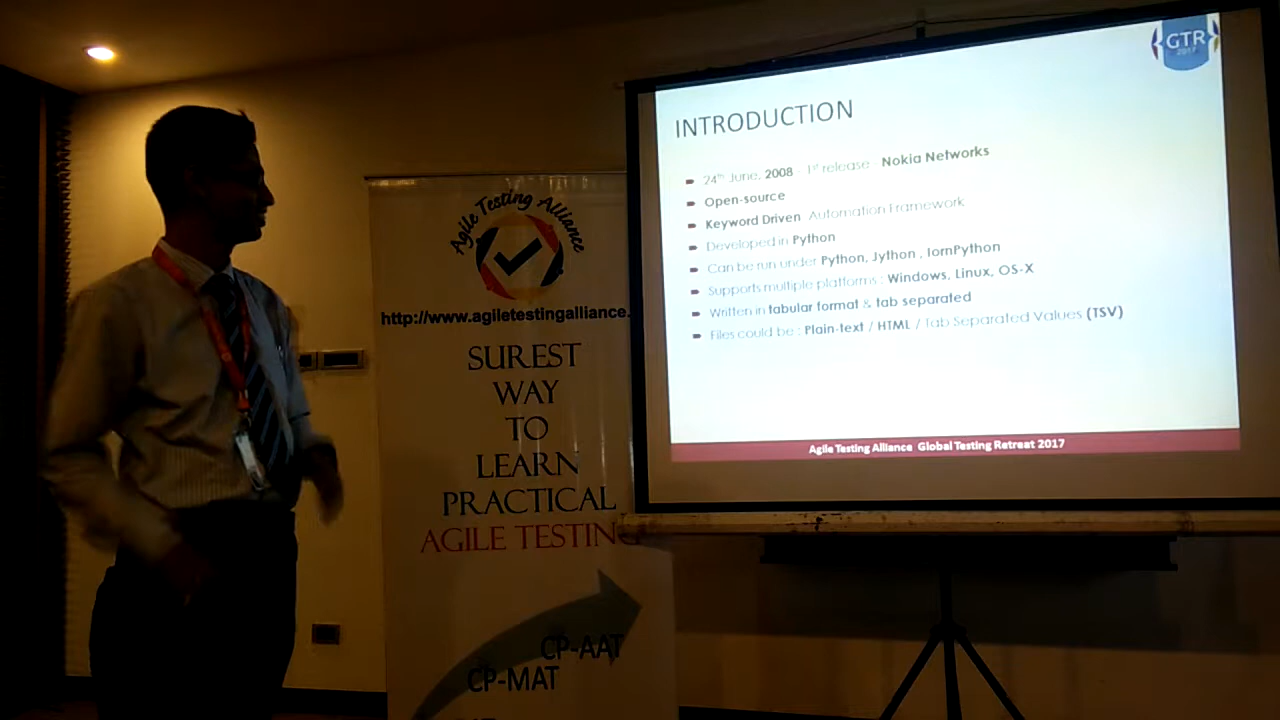 Agile Testing Alliance
http://www.agiletestingalliance.
SUREST
WAY
TO
LEARN
PRACTICAL
AGILE TESTING
CP-AAT
CP-MAT
GTR
2017
INTRODUCTION
24th June, 2008 - 1st release - Nokia Networks
Open-source
Keyword Driven Automation Framework
Developed in Python
Can be run under Python, Jython , IornPython
Supports multiple platforms : Windows, Linux, OS-X
Written in tabular format & tab separated
Files could be : Plain-text / HTML / Tab Separated Values (TSV)
Agile Testing Alliance Global Testing Retreat 2017